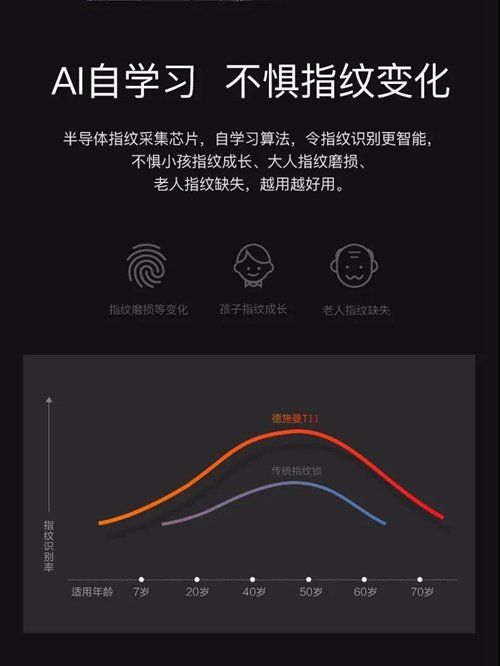 AI自学习 不惧指纹变化
半导体指纹采集芯片，自学习算法，令指纹识别更智能，
不惧小孩指纹成长、大人指纹磨损、
老人指纹缺失，越用越好用。
指纹磨损等变化 孩子指纹成长 老人指纹缺失
德施曼T11
传统指纹锁
指纹识别率
适用年龄 7岁 20岁 40岁 50岁 60岁 70岁